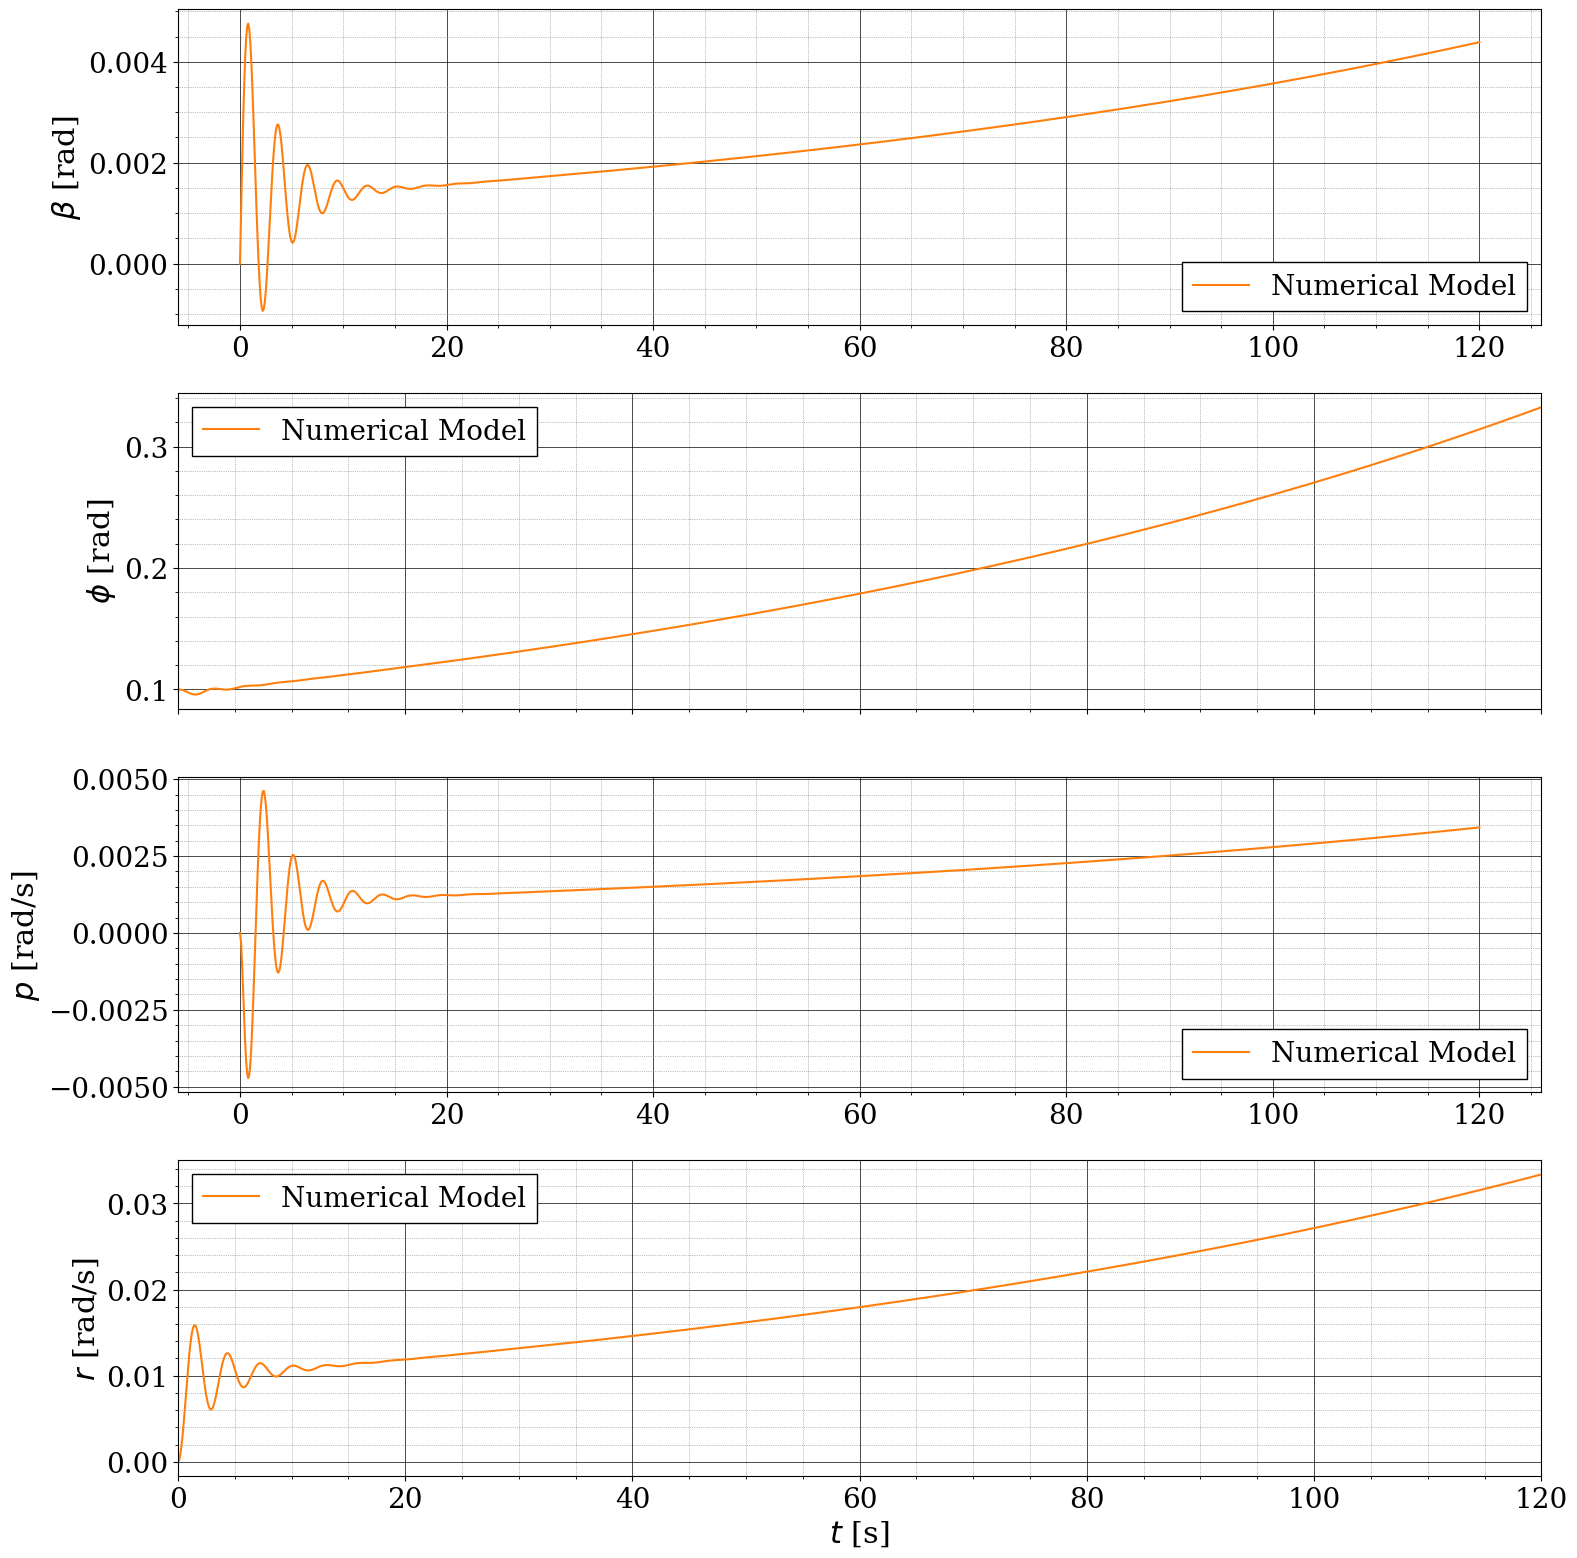 β [rad]
0.004
0.002
0.000
Numerical Model
0 20 40 60 80 100 120
ϕ [rad]
0.3
0.2
0.1
Numerical Model
p [rad/s]
0.0050
0.0025
0.0000
−0.0025
−0.0050
Numerical Model
0 20 40 60 80 100 120
r [rad/s]
0.03
0.02
0.01
0.00
Numerical Model
0 20 40 60 80 100 120
t [s]